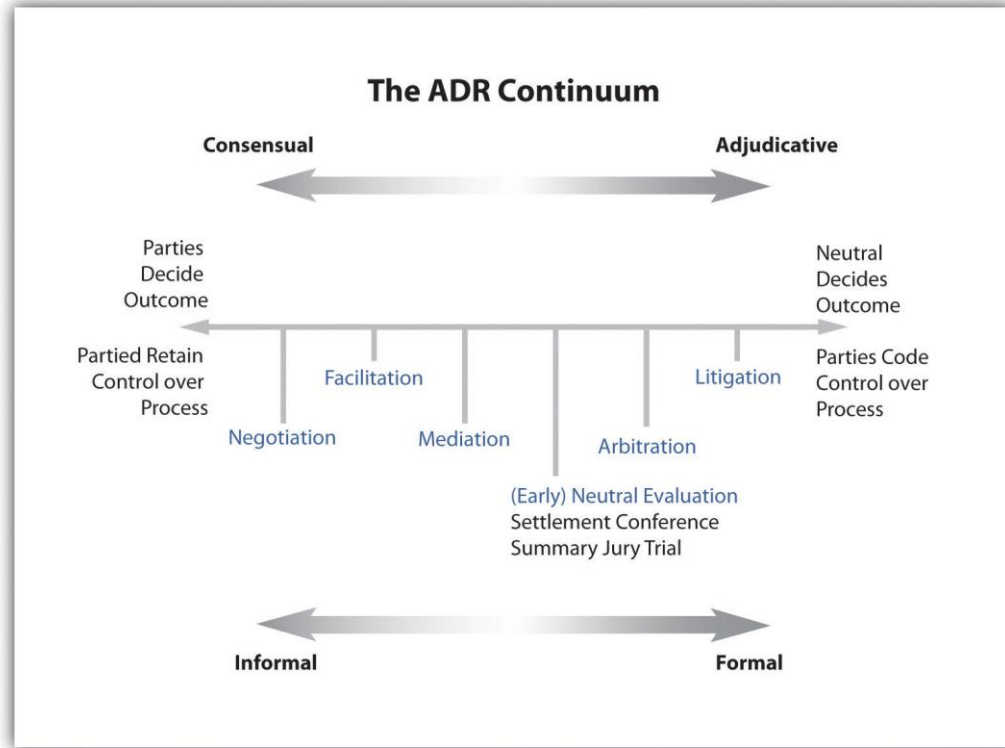 The ADR Continuum
Consensual
Adjudicative
Parties
Decide
Outcome
Neutral
Decides
Outcome
Partied Retain
Control over
Process
Parties Code
Control over
Process
Facilitation
Litigation
Negotiation
Mediation
Arbitration
(Early) Neutral Evaluation
Settlement Conference
Summary Jury Trial
Informal
Formal